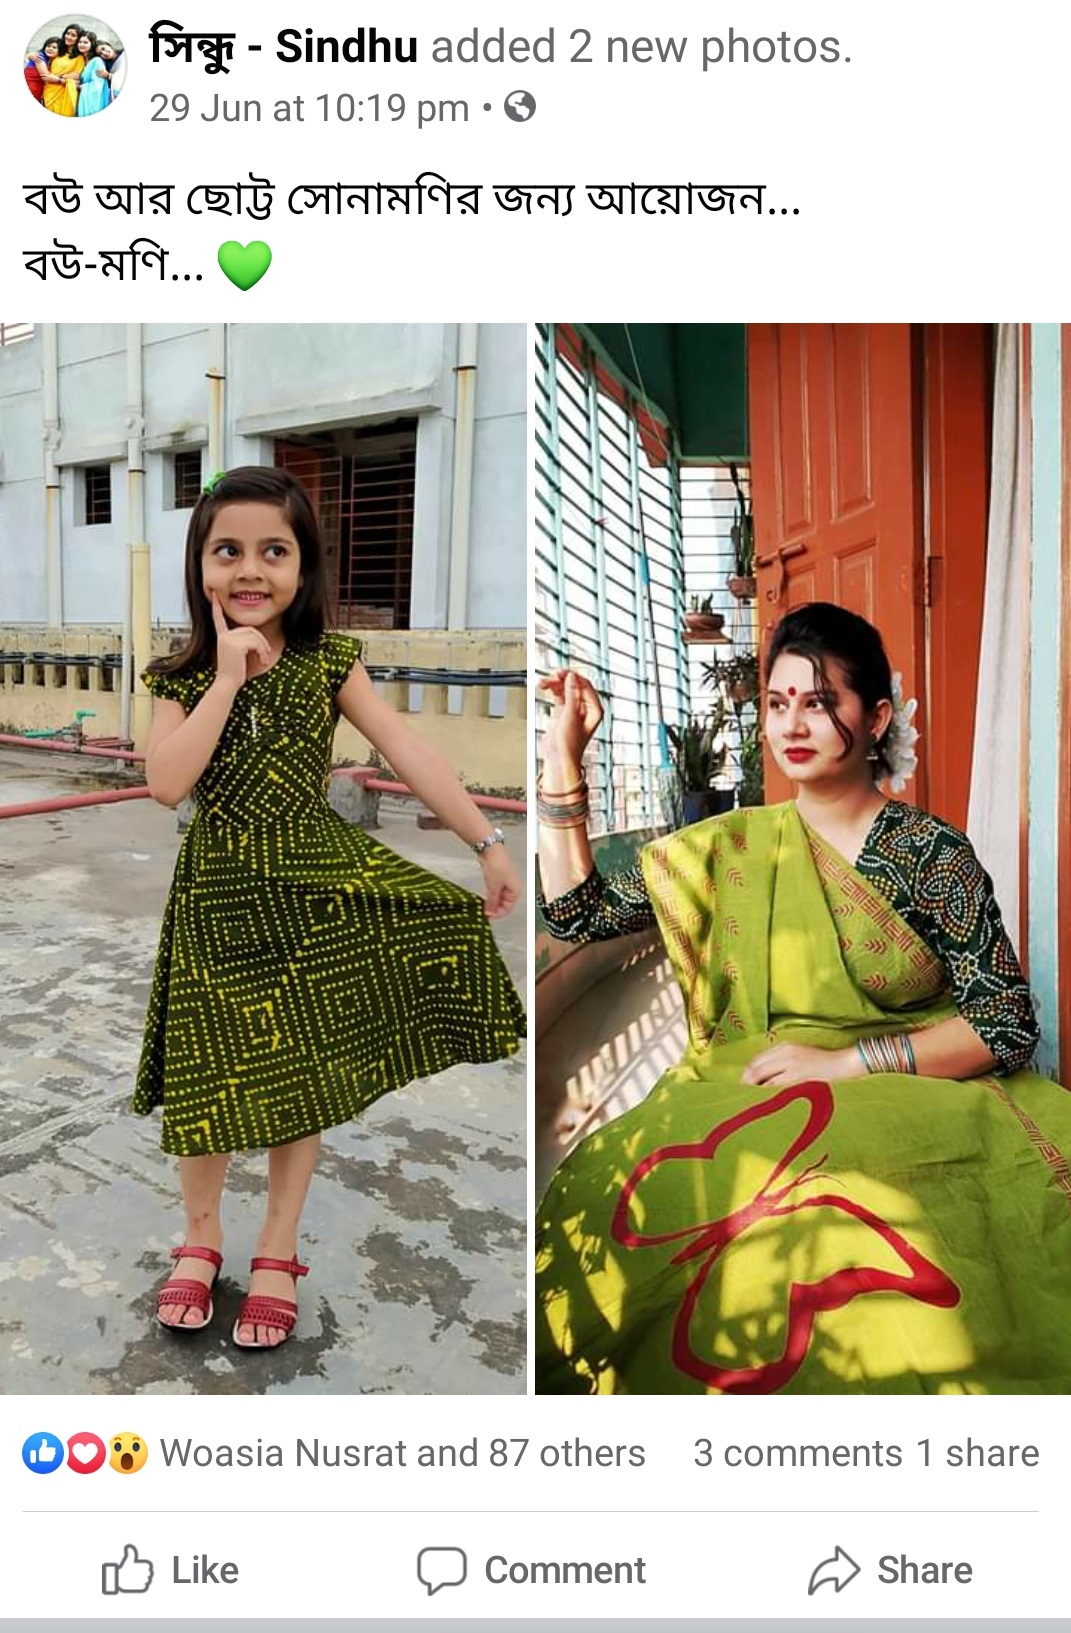 সিন্ধু - Sindhu added 2 new photos.
29 Jun at 10:19 pm •
বউ আর ছোট্ট সোনামণির জন্য আয়োজন...
বউ-মণি... 💚
Woasia Nusrat and 87 others 3 comments 1 share
Like Comment Share